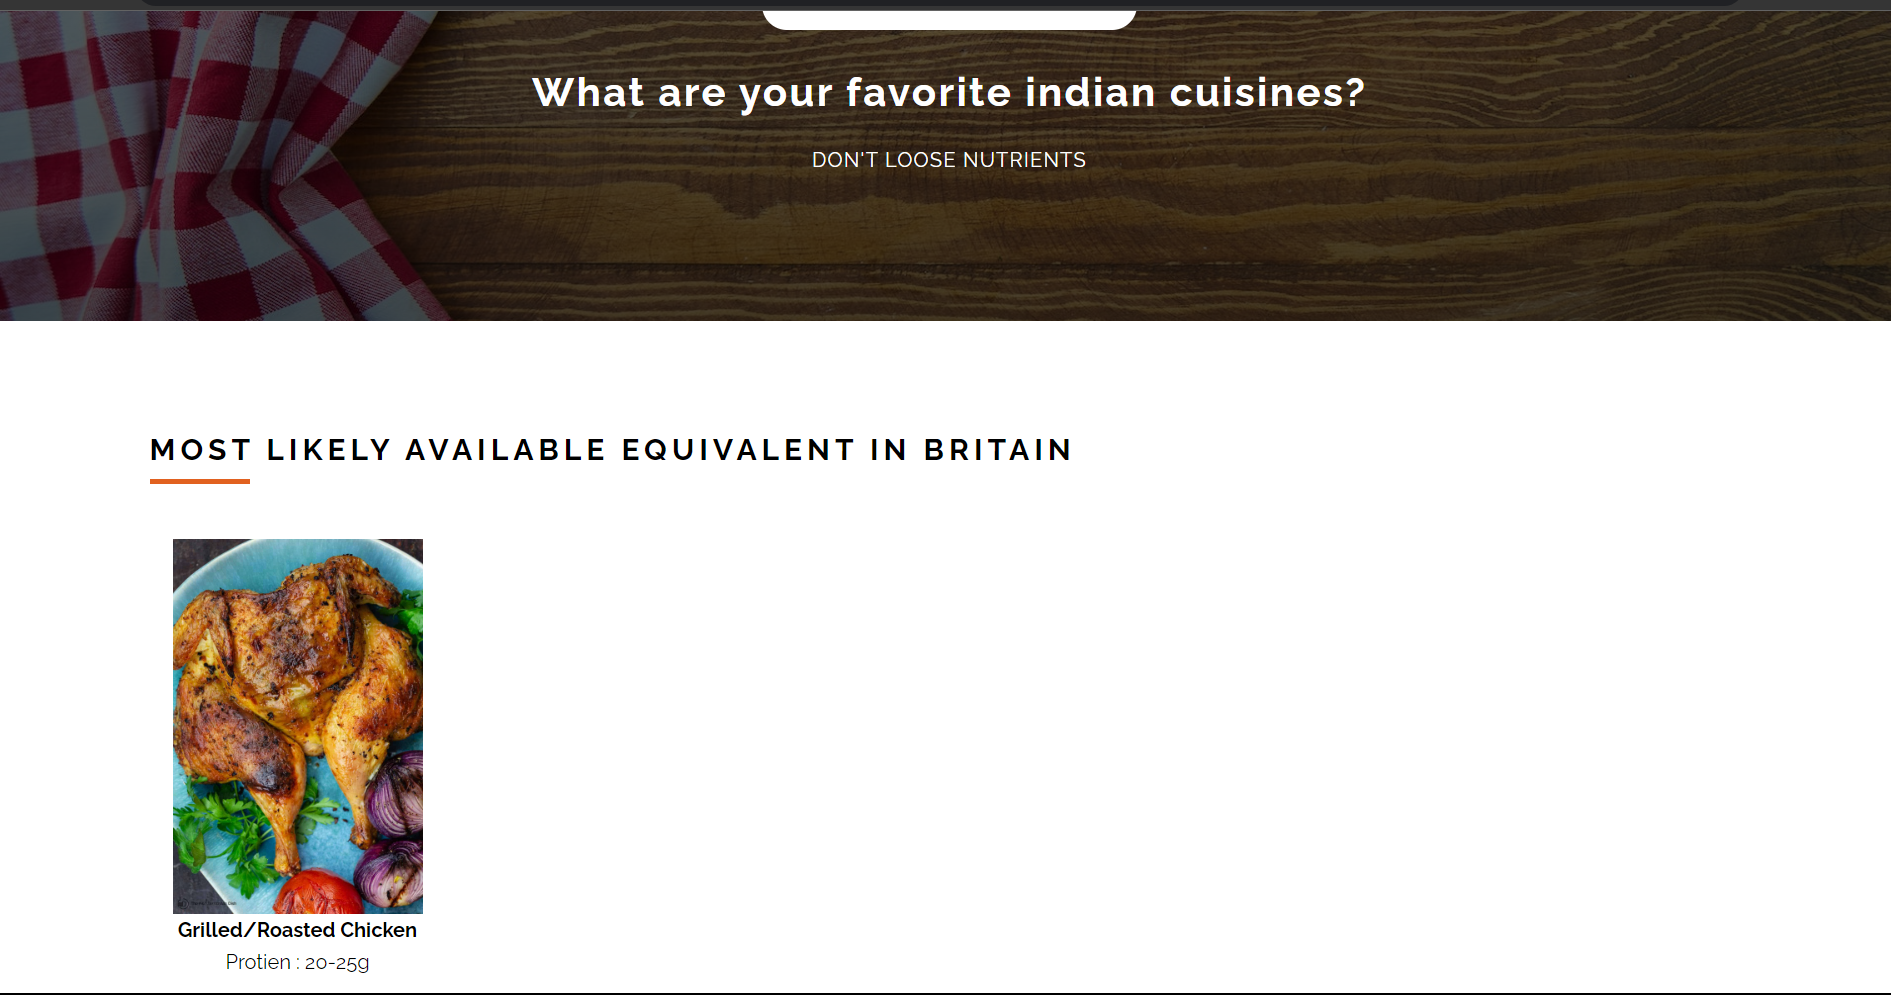 What are your favorite indian cuisines?
DON'T LOOSE NUTRIENTS
MOST LIKELY AVAILABLE EQUIVALENT IN BRITAIN
Grilled/Roasted Chicken
Protien : 20-25g